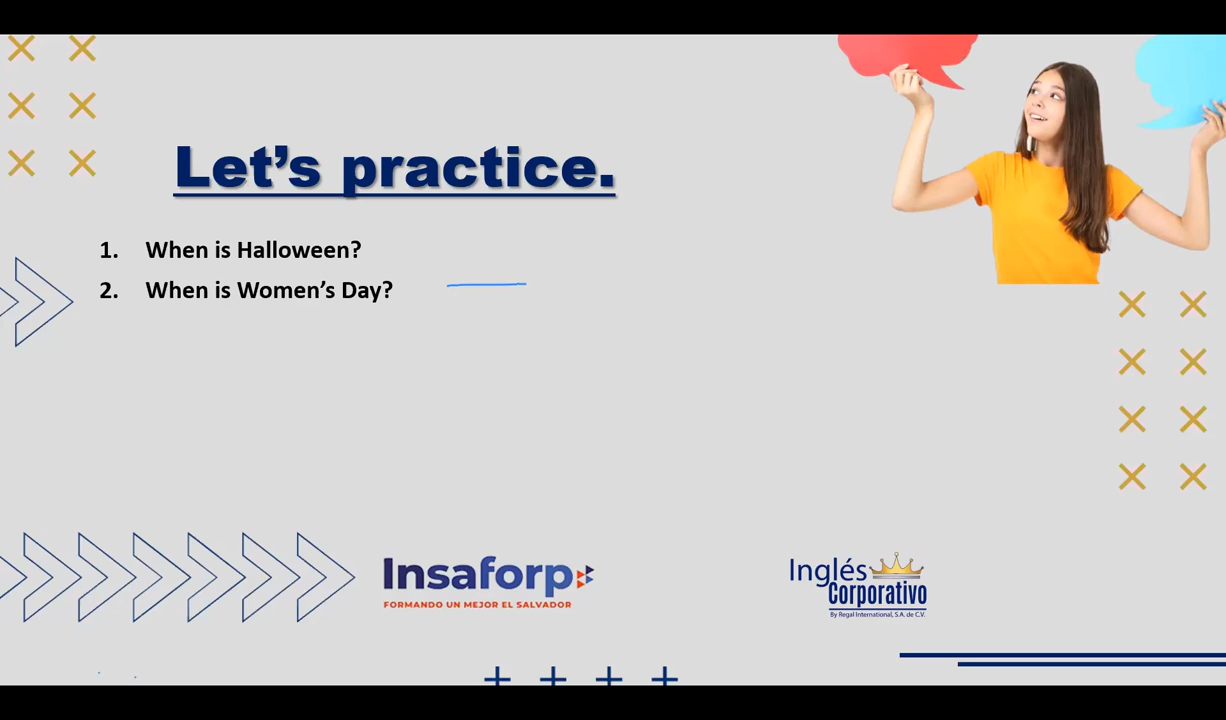 Let's practice.
1. When is Halloween?
2. When is Women's Day?
Insaforp
FORMANDO UN MEJOR EL SALVADOR
Inglés
Corporativo
By Regal International, S.A. de C.V.